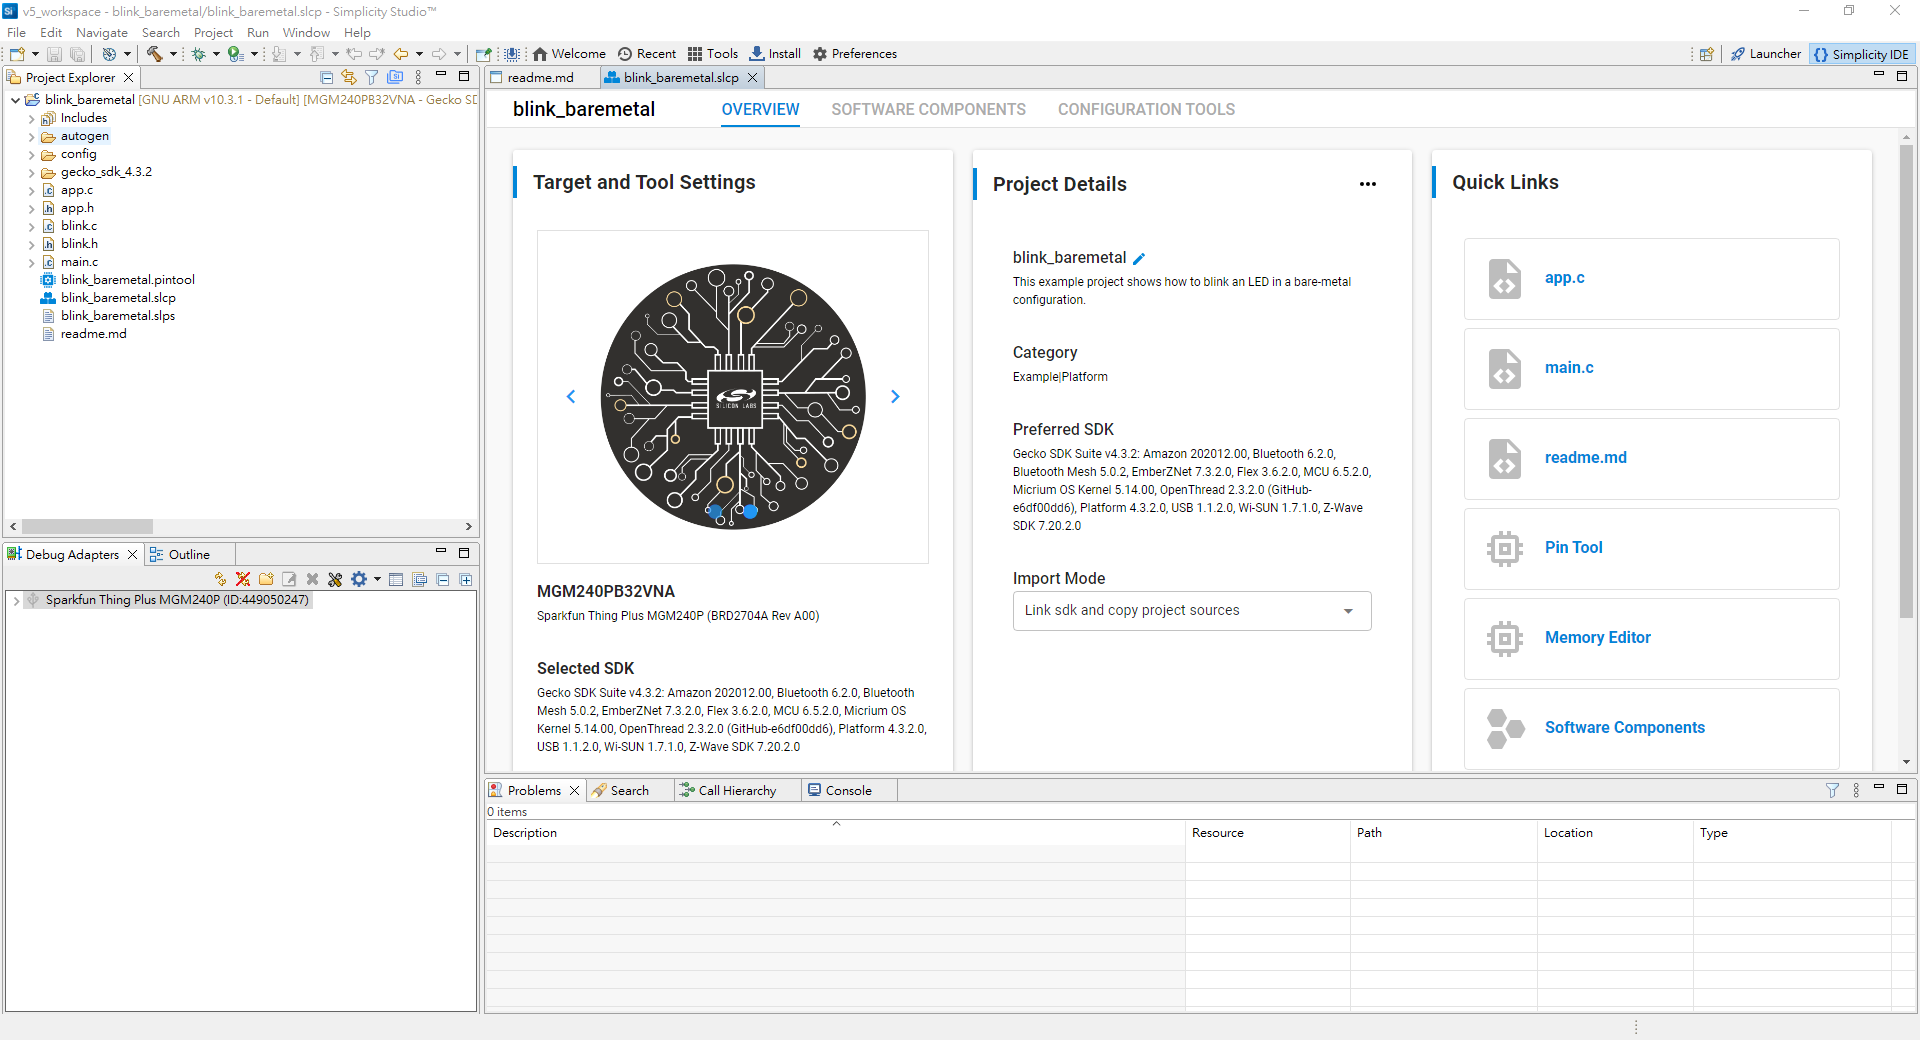 v5_workspace - blink_baremetal/blink_baremetal.slcp - Simplicity Studio™
File Edit Navigate Search Project Run Window Help
Welcome Recent Tools Install Preferences
Launcher Simplicity IDE
Project Explorer
blink_baremetal [GNU ARM v10.3.1 - Default] [MGM240PB32VNA - Gecko SD
Includes
autogen
config
gecko_sdk_4.3.2
app.c
app.h
blink.c
blink.h
main.c
blink_baremetal.pintool
blink_baremetal.slcp
blink_baremetal.slps
readme.md
Debug Adapters Outline
Sparkfun Thing Plus MGM240P (ID:449050247)
readme.md blink_baremetal.slcp
blink_baremetal OVERVIEW SOFTWARE COMPONENTS CONFIGURATION TOOLS
Target and Tool Settings
SILICON LABS
MGM240PB32VNA
Sparkfun Thing Plus MGM240P (BRD2704A Rev A00)
Selected SDK
Gecko SDK Suite v4.3.2: Amazon 202012.00, Bluetooth 6.2.0, Bluetooth
Mesh 5.0.2, EmberZNet 7.3.2.0, Flex 3.6.2.0, MCU 6.5.2.0, Micrium OS
Kernel 5.14.00, OpenThread 2.3.2.0 (GitHub-e6df00dd6), Platform 4.3.2.0,
USB 1.1.2.0, Wi-SUN 1.7.1.0, Z-Wave SDK 7.20.2.0
Project Details
blink_baremetal
This example project shows how to blink an LED in a bare-metal
configuration.
Category
Example|Platform
Preferred SDK
Gecko SDK Suite v4.3.2: Amazon 202012.00, Bluetooth 6.2.0,
Bluetooth Mesh 5.0.2, EmberZNet 7.3.2.0, Flex 3.6.2.0, MCU 6.5.2.0,
Micrium OS Kernel 5.14.00, OpenThread 2.3.2.0 (GitHub-
e6df00dd6), Platform 4.3.2.0, USB 1.1.2.0, Wi-SUN 1.7.1.0, Z-Wave
SDK 7.20.2.0
Import Mode
Link sdk and copy project sources
Quick Links
app.c
main.c
readme.md
Pin Tool
Memory Editor
Software Components
Problems Search Call Hierarchy Console
0 items
Description Resource Path Location Type